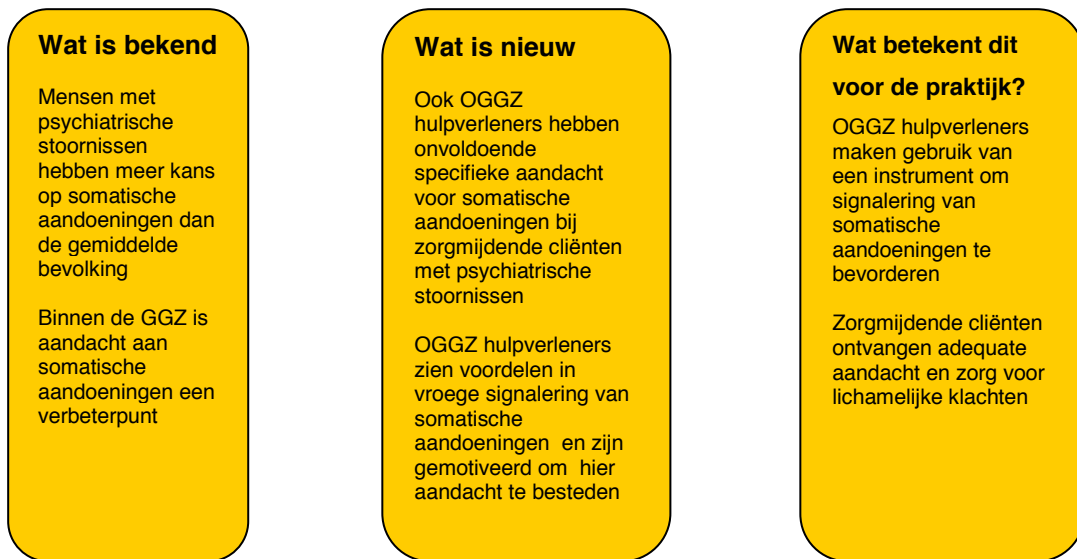 Wat is bekend
Mensen met
psychiatrische
stoornissen
hebben meer kans
op somatische
aandoeningen dan
de gemiddelde
bevolking
Binnen de GGZ is
aandacht aan
somatische
aandoeningen een
verbeterpunt
Wat is nieuw
Ook OGGZ
hulpverleners hebben
onvoldoende
specifieke aandacht
voor somatische
aandoeningen bij
zorgmijdende cliënten
met psychiatrische
stoornissen
OGGZ hulpverleners
zien voordelen in
vroege signalering van
somatische
aandoeningen en zijn
gemotiveerd om hier
aandacht te besteden
Wat betekent dit
voor de praktijk?
OGGZ hulpverleners
maken gebruik van
een instrument om
signalering van
somatische
aandoeningen te
bevorderen
Zorgmijdende cliënten
ontvangen adequate
aandacht en zorg voor
lichamelijke klachten